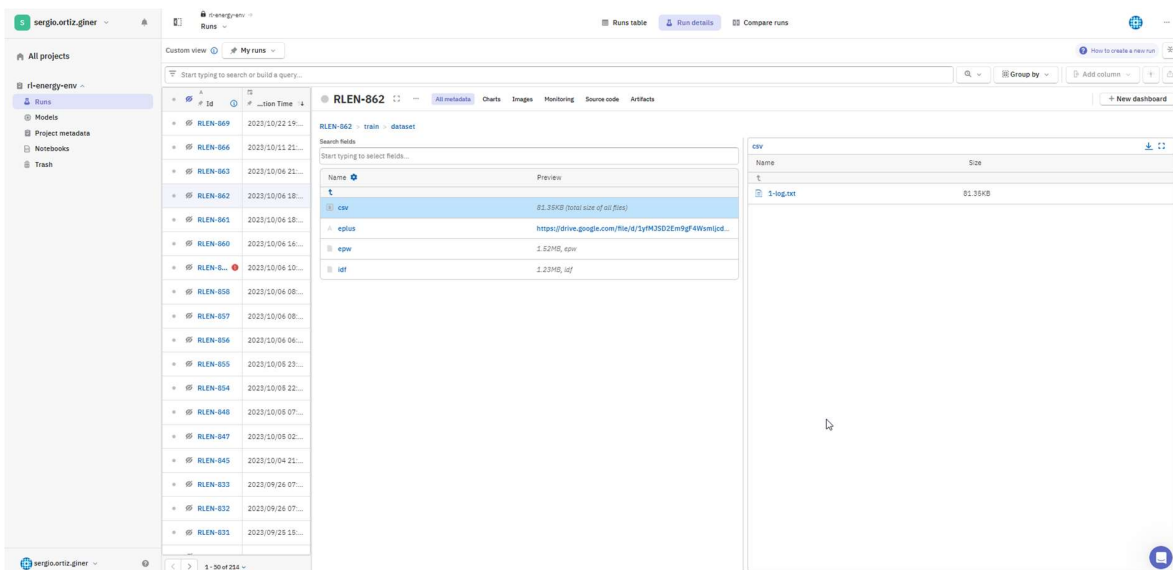 S sergio.ortiz.giner
rl-energy-env
Runs
Runs table
Run details
Compare runs
All projects
Custom view
My runs
How to create a new run
Start typing to search or build a query...
Group by
Add column
rl-energy-env
Runs
Models
Project metadata
Notebooks
Trash
Id
...tion Time
RLEN-869 2023/10/22 19:...
RLEN-866 2023/10/11 21:...
RLEN-863 2023/10/06 21:...
RLEN-862 2023/10/06 18:...
RLEN-861 2023/10/06 18:...
RLEN-860 2023/10/06 16:...
RLEN-8... 2023/10/06 10:...
RLEN-858 2023/10/06 08:...
RLEN-857 2023/10/06 08:...
RLEN-856 2023/10/06 06:...
RLEN-855 2023/10/05 23:...
RLEN-854 2023/10/05 22:...
RLEN-848 2023/10/05 07:...
RLEN-847 2023/10/05 02:...
RLEN-845 2023/10/04 21:...
RLEN-833 2023/09/26 07:...
RLEN-832 2023/09/26 07:...
RLEN-831 2023/09/25 15:...
1 - 50 of 214
RLEN-862
All metadata
Charts
Images
Monitoring
Source code
Artifacts
+ New dashboard
RLEN-862 > train > dataset
Search fields
Start typing to select fields...
Name Preview
csv 81.35KB (total size of all files)
eplus https://drive.google.com/file/d/1yfMJSD2Em9gF4Wsmljcd...
epw 1.52MB, epw
idf 1.23MB, idf
csv
Name Size
1-log.txt 81.35KB
sergio.ortiz.giner